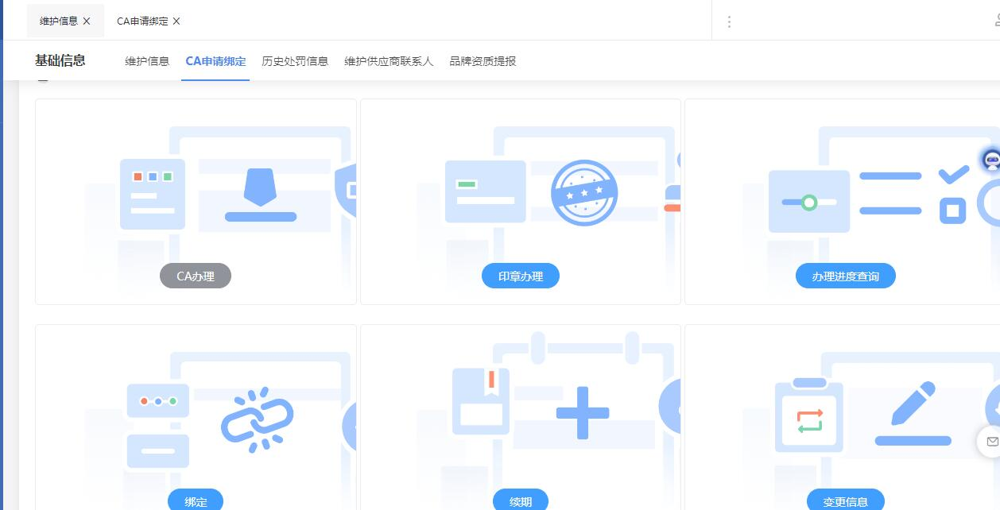 维护信息
CA申请绑定
基础信息
维护信息
CA申请绑定
历史处罚信息
维护供应商联系人
品牌资质提报
CA办理
印章办理
办理进度查询
绑定
续期
变更信息